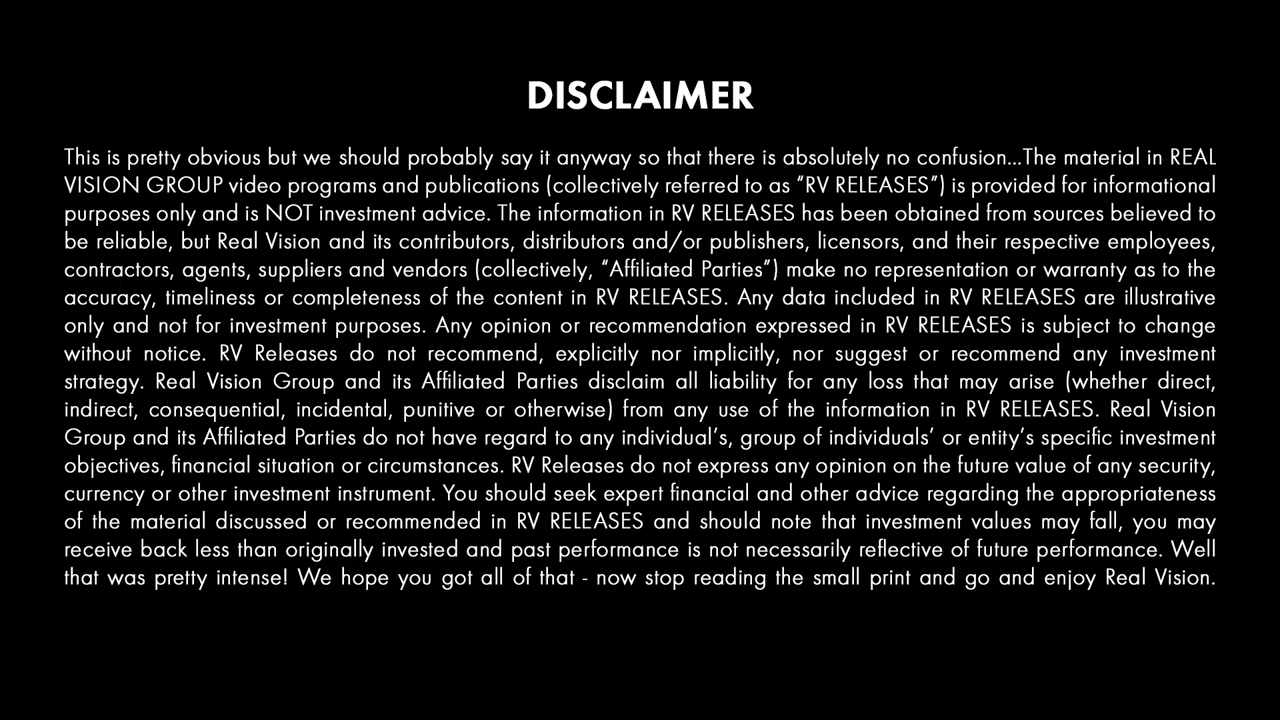 DISCLAIMER
This is pretty obvious but we should probably say it anyway so that there is absolutely no confusion...The material in REAL
VISION GROUP video programs and publications (collectively referred to as “RV RELEASES”) is provided for informational
purposes only and is NOT investment advice. The information in RV RELEASES has been obtained from sources believed to
be reliable, but Real Vision and its contributors, distributors and/or publishers, licensors, and their respective employees,
contractors, agents, suppliers and vendors (collectively, “Affiliated Parties”) make no representation or warranty as to the
accuracy, timeliness or completeness of the content in RV RELEASES. Any data included in RV RELEASES are illustrative
only and not for investment purposes. Any opinion or recommendation expressed in RV RELEASES is subject to change
without notice. RV Releases do not recommend, explicitly nor implicitly, nor suggest or recommend any investment
strategy. Real Vision Group and its Affiliated Parties disclaim all liability for any loss that may arise (whether direct,
indirect, consequential, incidental, punitive or otherwise) from any use of the information in RV RELEASES. Real Vision
Group and its Affiliated Parties do not have regard to any individual’s, group of individuals’ or entity’s specific investment
objectives, financial situation or circumstances. RV Releases do not express any opinion on the future value of any security,
currency or other investment instrument. You should seek expert financial and other advice regarding the appropriateness
of the material discussed or recommended in RV RELEASES and should note that investment values may fall, you may
receive back less than originally invested and past performance is not necessarily reflective of future performance. Well
that was pretty intense! We hope you got all of that - now stop reading the small print and go and enjoy Real Vision.